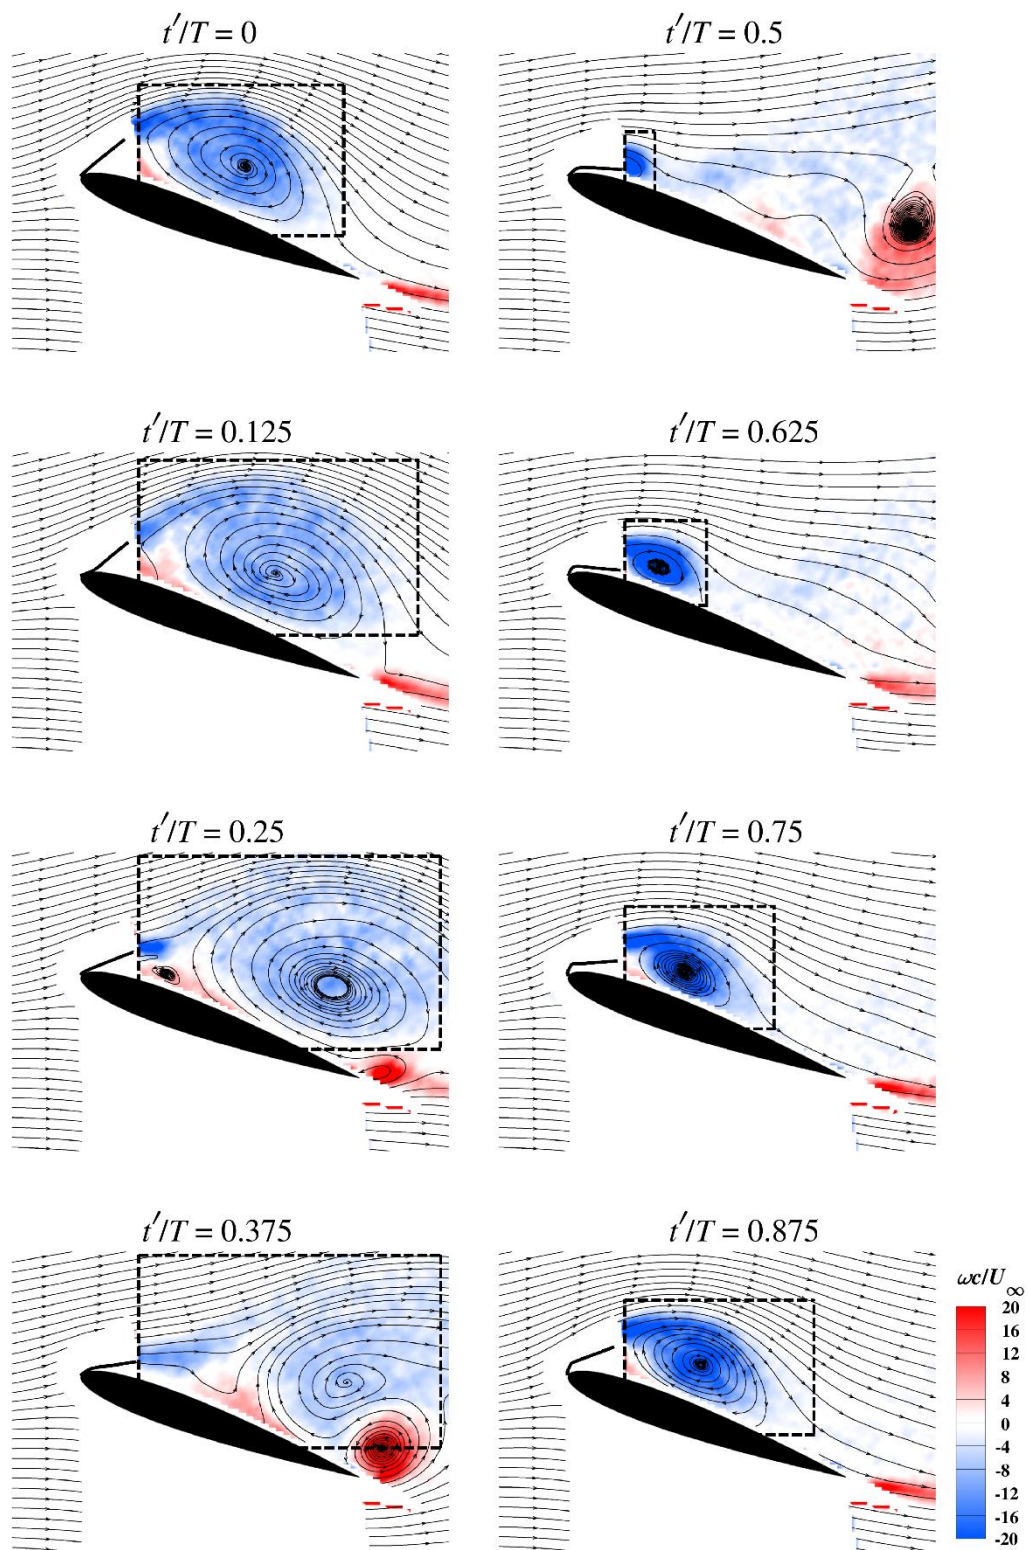 t′/T = 0
t′/T = 0.5
t′/T = 0.125
t′/T = 0.625
t′/T = 0.25
t′/T = 0.75
t′/T = 0.375
t′/T = 0.875
ωc/U∞
20
16
12
8
4
0
-4
-8
-12
-16
-20